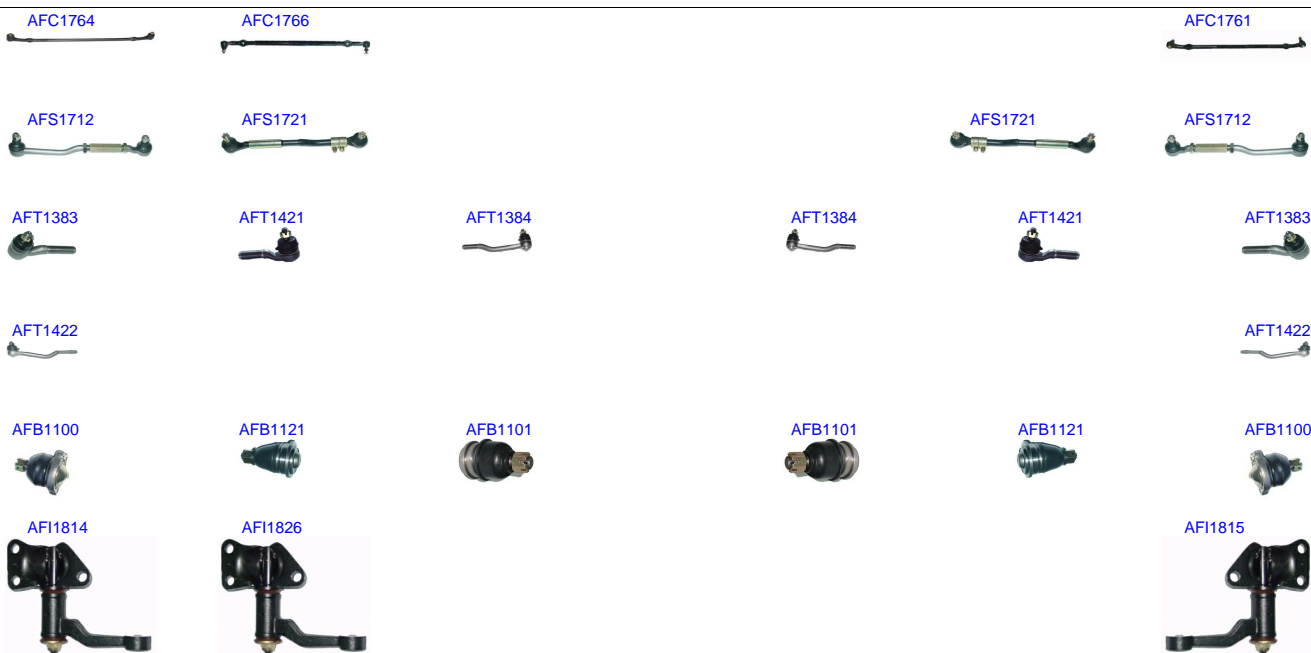 AFC1764 AFC1766 AFC1761
AFS1712 AFS1721 AFS1721 AFS1712
AFT1383 AFT1421 AFT1384 AFT1384 AFT1421 AFT1383
AFT1422 AFT1422
AFB1100 AFB1121 AFB1101 AFB1101 AFB1121 AFB1100
AFI1814 AFI1826 AFI1815